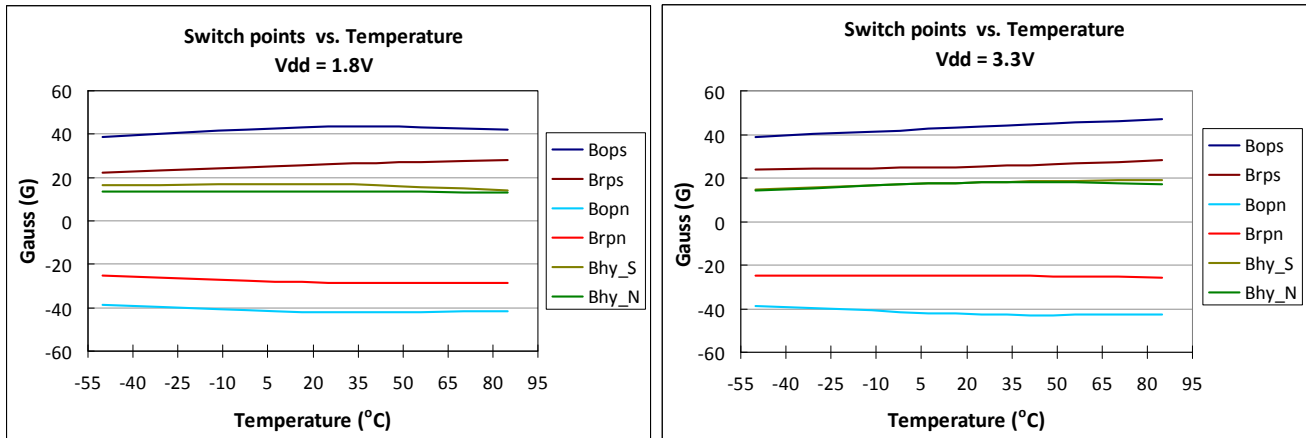 Switch points vs. Temperature
Vdd = 1.8V
Gauss (G)
60
40
20
0
-20
-40
-60
-55 -40 -25 -10 5 20 35 50 65 80 95
Temperature (°C)
Bops
Brps
Bopn
Brpn
Bhy_S
Bhy_N
Switch points vs. Temperature
Vdd = 3.3V
Gauss (G)
60
40
20
0
-20
-40
-60
-55 -40 -25 -10 5 20 35 50 65 80 95
Temperature (°C)
Bops
Brps
Bopn
Brpn
Bhy_S
Bhy_N